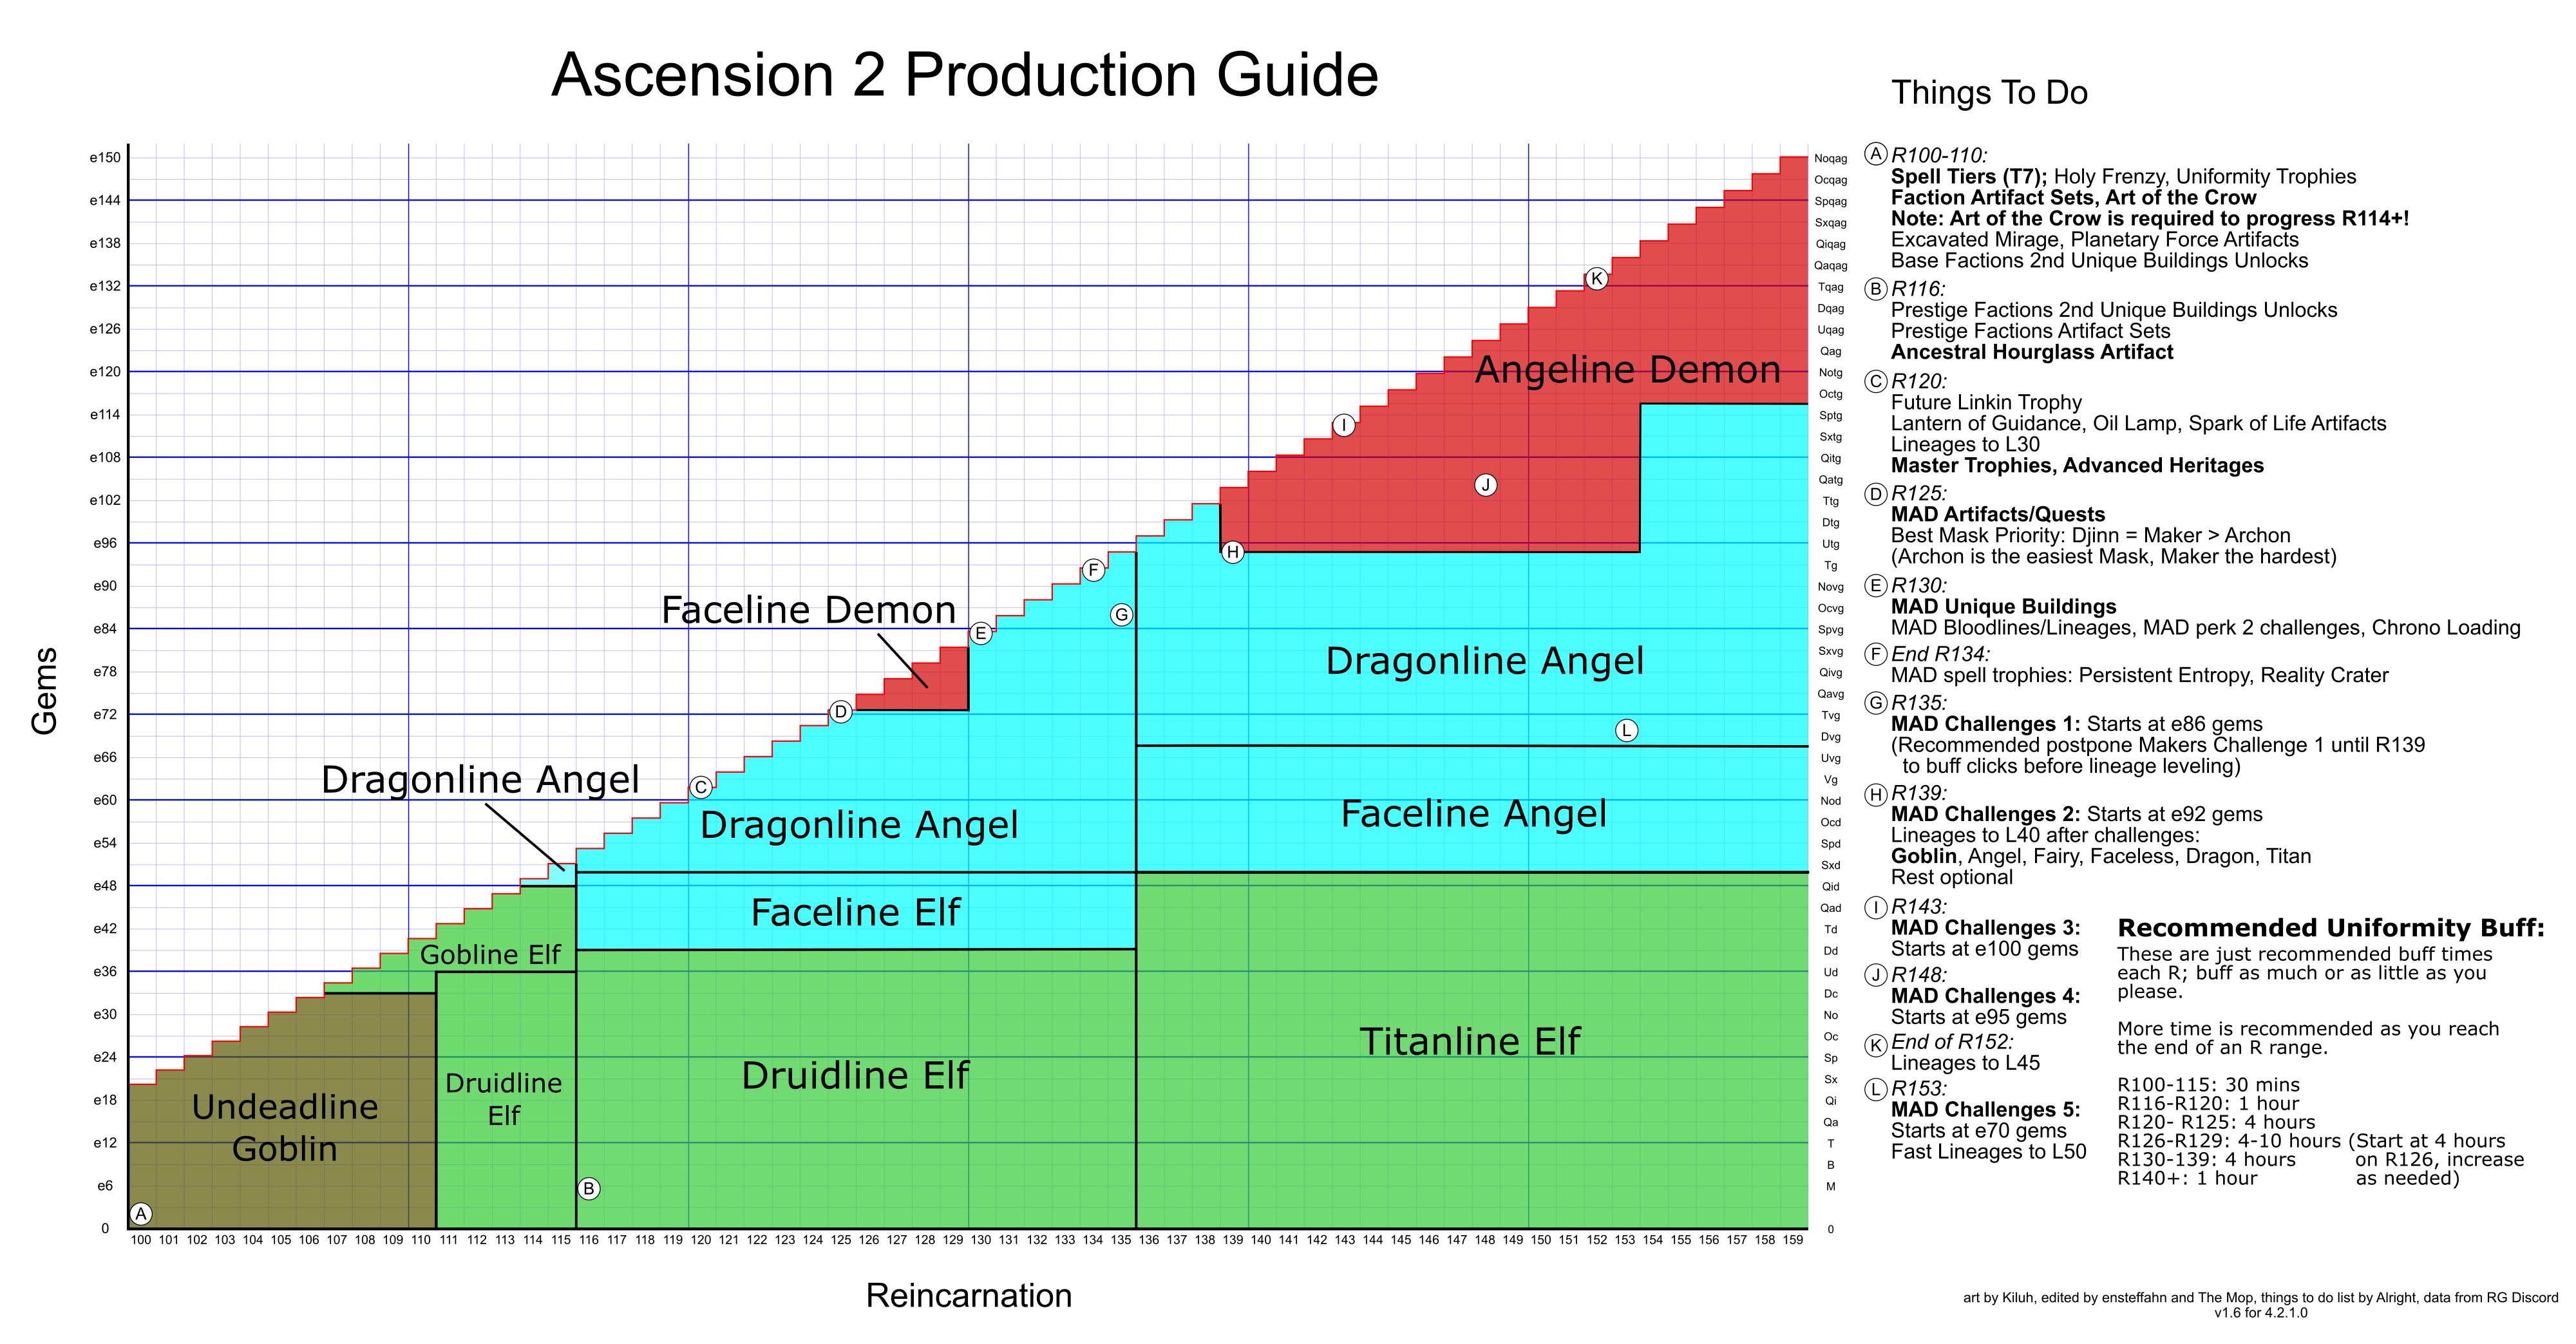 Ascension 2 Production Guide
Gems
e150
e144
e138
e132
e126
e120
e114
e108
e102
e96
e90
e84
e78
e72
e66
e60
e54
e48
e42
e36
e30
e24
e18
e12
e6
0
Angeline Demon
Faceline Demon
Dragonline Angel
Dragonline Angel
Dragonline Angel
Faceline Angel
Faceline Elf
Gobline Elf
Titanline Elf
Druidline Elf
Druidline
Elf
Undeadline
Goblin
K
I
J
H
F
G
E
D
L
C
B
A
Noqag
Ocqag
Spqag
Sxqag
Qiqag
Qaqag
Tqag
Dqag
Uqag
Qag
Notg
Octg
Sptg
Sxtg
Qitg
Qatg
Ttg
Dtg
Utg
Tg
Novg
Ocvg
Spvg
Sxvg
Qivg
Qavg
Tvg
Dvg
Uvg
Vg
Nod
Ocd
Spd
Sxd
Qid
Qad
Td
Dd
Ud
Dc
No
Oc
Sp
Sx
Qi
Qa
T
B
M
0
100 101 102 103 104 105 106 107 108 109 110 111 112 113 114 115 116 117 118 119 120 121 122 123 124 125 126 127 128 129 130 131 132 133 134 135 136 137 138 139 140 141 142 143 144 145 146 147 148 149 150 151 152 153 154 155 156 157 158 159
Reincarnation
Things To Do
A R100-110:
Spell Tiers (T7); Holy Frenzy, Uniformity Trophies
Faction Artifact Sets, Art of the Crow
Note: Art of the Crow is required to progress R114+!
Excavated Mirage, Planetary Force Artifacts
Base Factions 2nd Unique Buildings Unlocks
B R116:
Prestige Factions 2nd Unique Buildings Unlocks
Prestige Factions Artifact Sets
Ancestral Hourglass Artifact
C R120:
Future Linkin Trophy
Lantern of Guidance, Oil Lamp, Spark of Life Artifacts
Lineages to L30
Master Trophies, Advanced Heritages
D R125:
MAD Artifacts/Quests
Best Mask Priority: Djinn = Maker > Archon
(Archon is the easiest Mask, Maker the hardest)
E R130:
MAD Unique Buildings
MAD Bloodlines/Lineages, MAD perk 2 challenges, Chrono Loading
F End R134:
MAD spell trophies: Persistent Entropy, Reality Crater
G R135:
MAD Challenges 1: Starts at e86 gems
(Recommended postpone Makers Challenge 1 until R139
to buff clicks before lineage leveling)
H R139:
MAD Challenges 2: Starts at e92 gems
Lineages to L40 after challenges:
Goblin, Angel, Fairy, Faceless, Dragon, Titan
Rest optional
I R143:
MAD Challenges 3:
Starts at e100 gems
J R148:
MAD Challenges 4:
Starts at e95 gems
K End of R152:
Lineages to L45
L R153:
MAD Challenges 5:
Starts at e70 gems
Fast Lineages to L50
Recommended Uniformity Buff:
These are just recommended buff times
each R; buff as much or as little as you
please.
More time is recommended as you reach
the end of an R range.
R100-115: 30 mins
R116-R120: 1 hour
R120- R125: 4 hours
R126-R129: 4-10 hours (Start at 4 hours
R130-139: 4 hours on R126, increase
R140+: 1 hour as needed)
art by Kiluh, edited by ensteffahn and The Mop, things to do list by Alright, data from RG Discord
v1.6 for 4.2.1.0